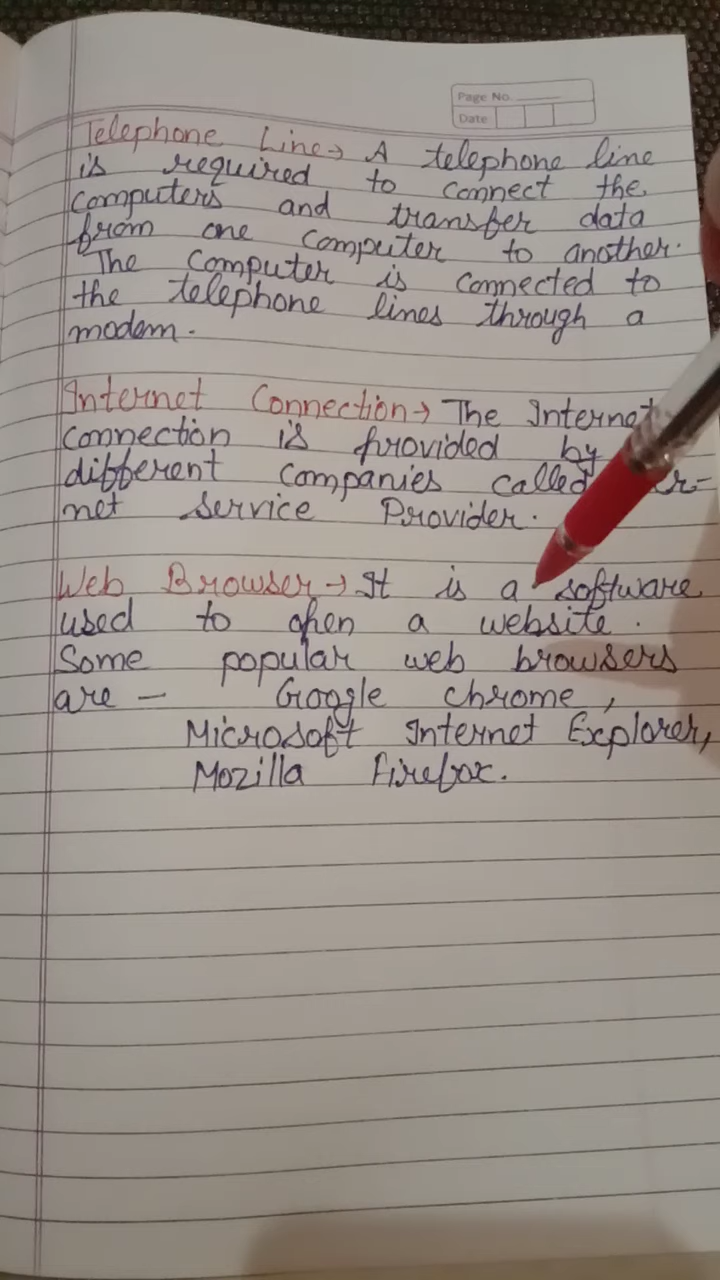 Page No.
Date
Telephone Line → A telephone line
is required to connect the
computers and transfer data
from one computer to another.
The computer is connected to
the telephone lines through a
modem.
Internet Connection → The Internet
connection is provided by
different companies called
net Service Provider.
Web Browser → It is a software
used to open a website.
Some popular web browsers
are - Google chrome,
Microsoft Internet Explorer,
Mozilla Firefox.